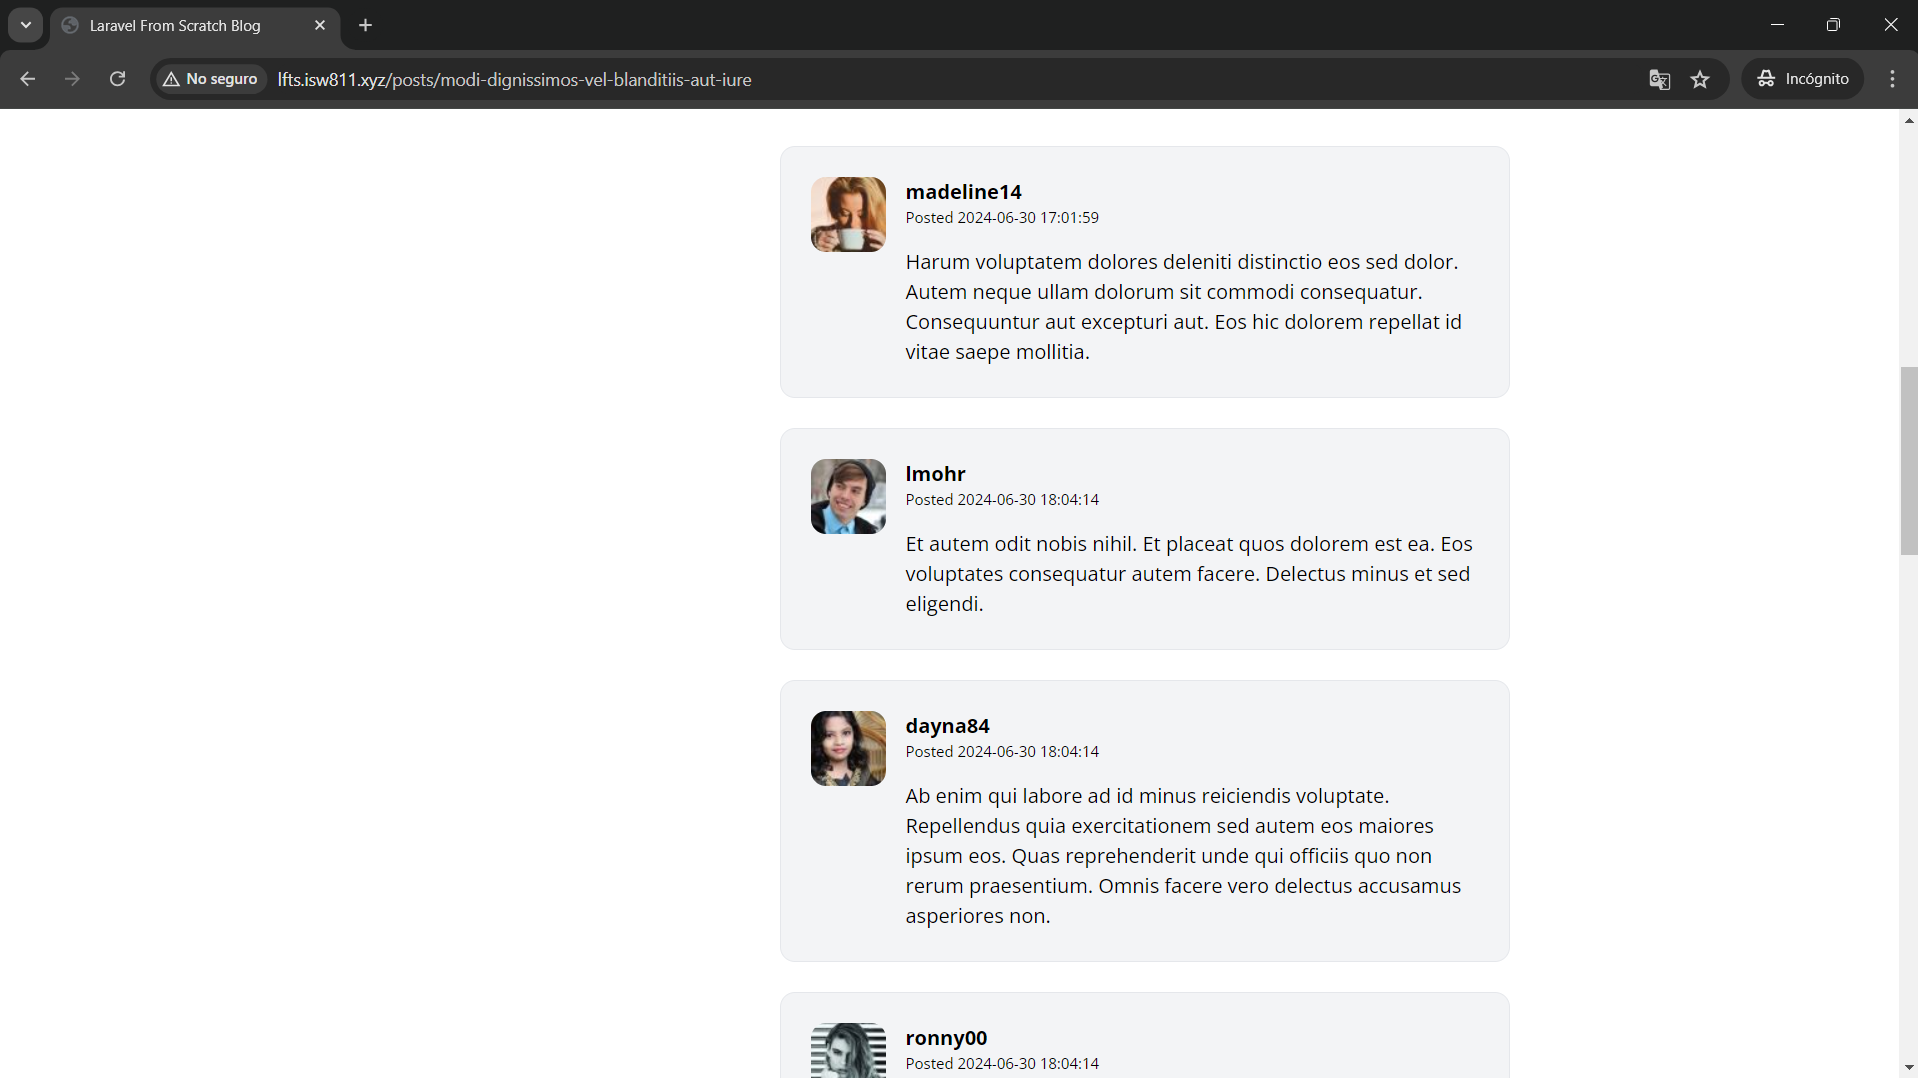 Laravel From Scratch Blog
No seguro
lfts.isw811.xyz/posts/modi-dignissimos-vel-blanditiis-aut-iure
Incógnito
madeline14
Posted 2024-06-30 17:01:59
Harum voluptatem dolores deleniti distinctio eos sed dolor.
Autem neque ullam dolorum sit commodi consequatur.
Consequuntur aut excepturi aut. Eos hic dolorem repellat id
vitae saepe mollitia.
lmohr
Posted 2024-06-30 18:04:14
Et autem odit nobis nihil. Et placeat quos dolorem est ea. Eos
voluptates consequatur autem facere. Delectus minus et sed
eligendi.
dayna84
Posted 2024-06-30 18:04:14
Ab enim qui labore ad id minus reiciendis voluptate.
Repellendus quia exercitationem sed autem eos maiores
ipsum eos. Quas reprehenderit unde qui officiis quo non
rerum praesentium. Omnis facere vero delectus accusamus
asperiores non.
ronny00
Posted 2024-06-30 18:04:14